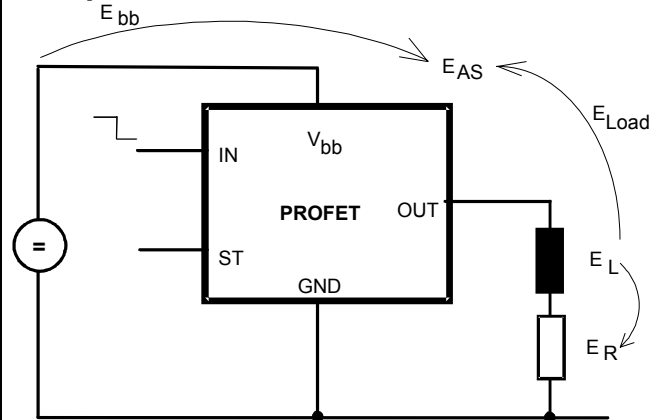 E bb
E AS
E Load
V bb
IN
PROFET
OUT
=
ST
E L
GND
E R